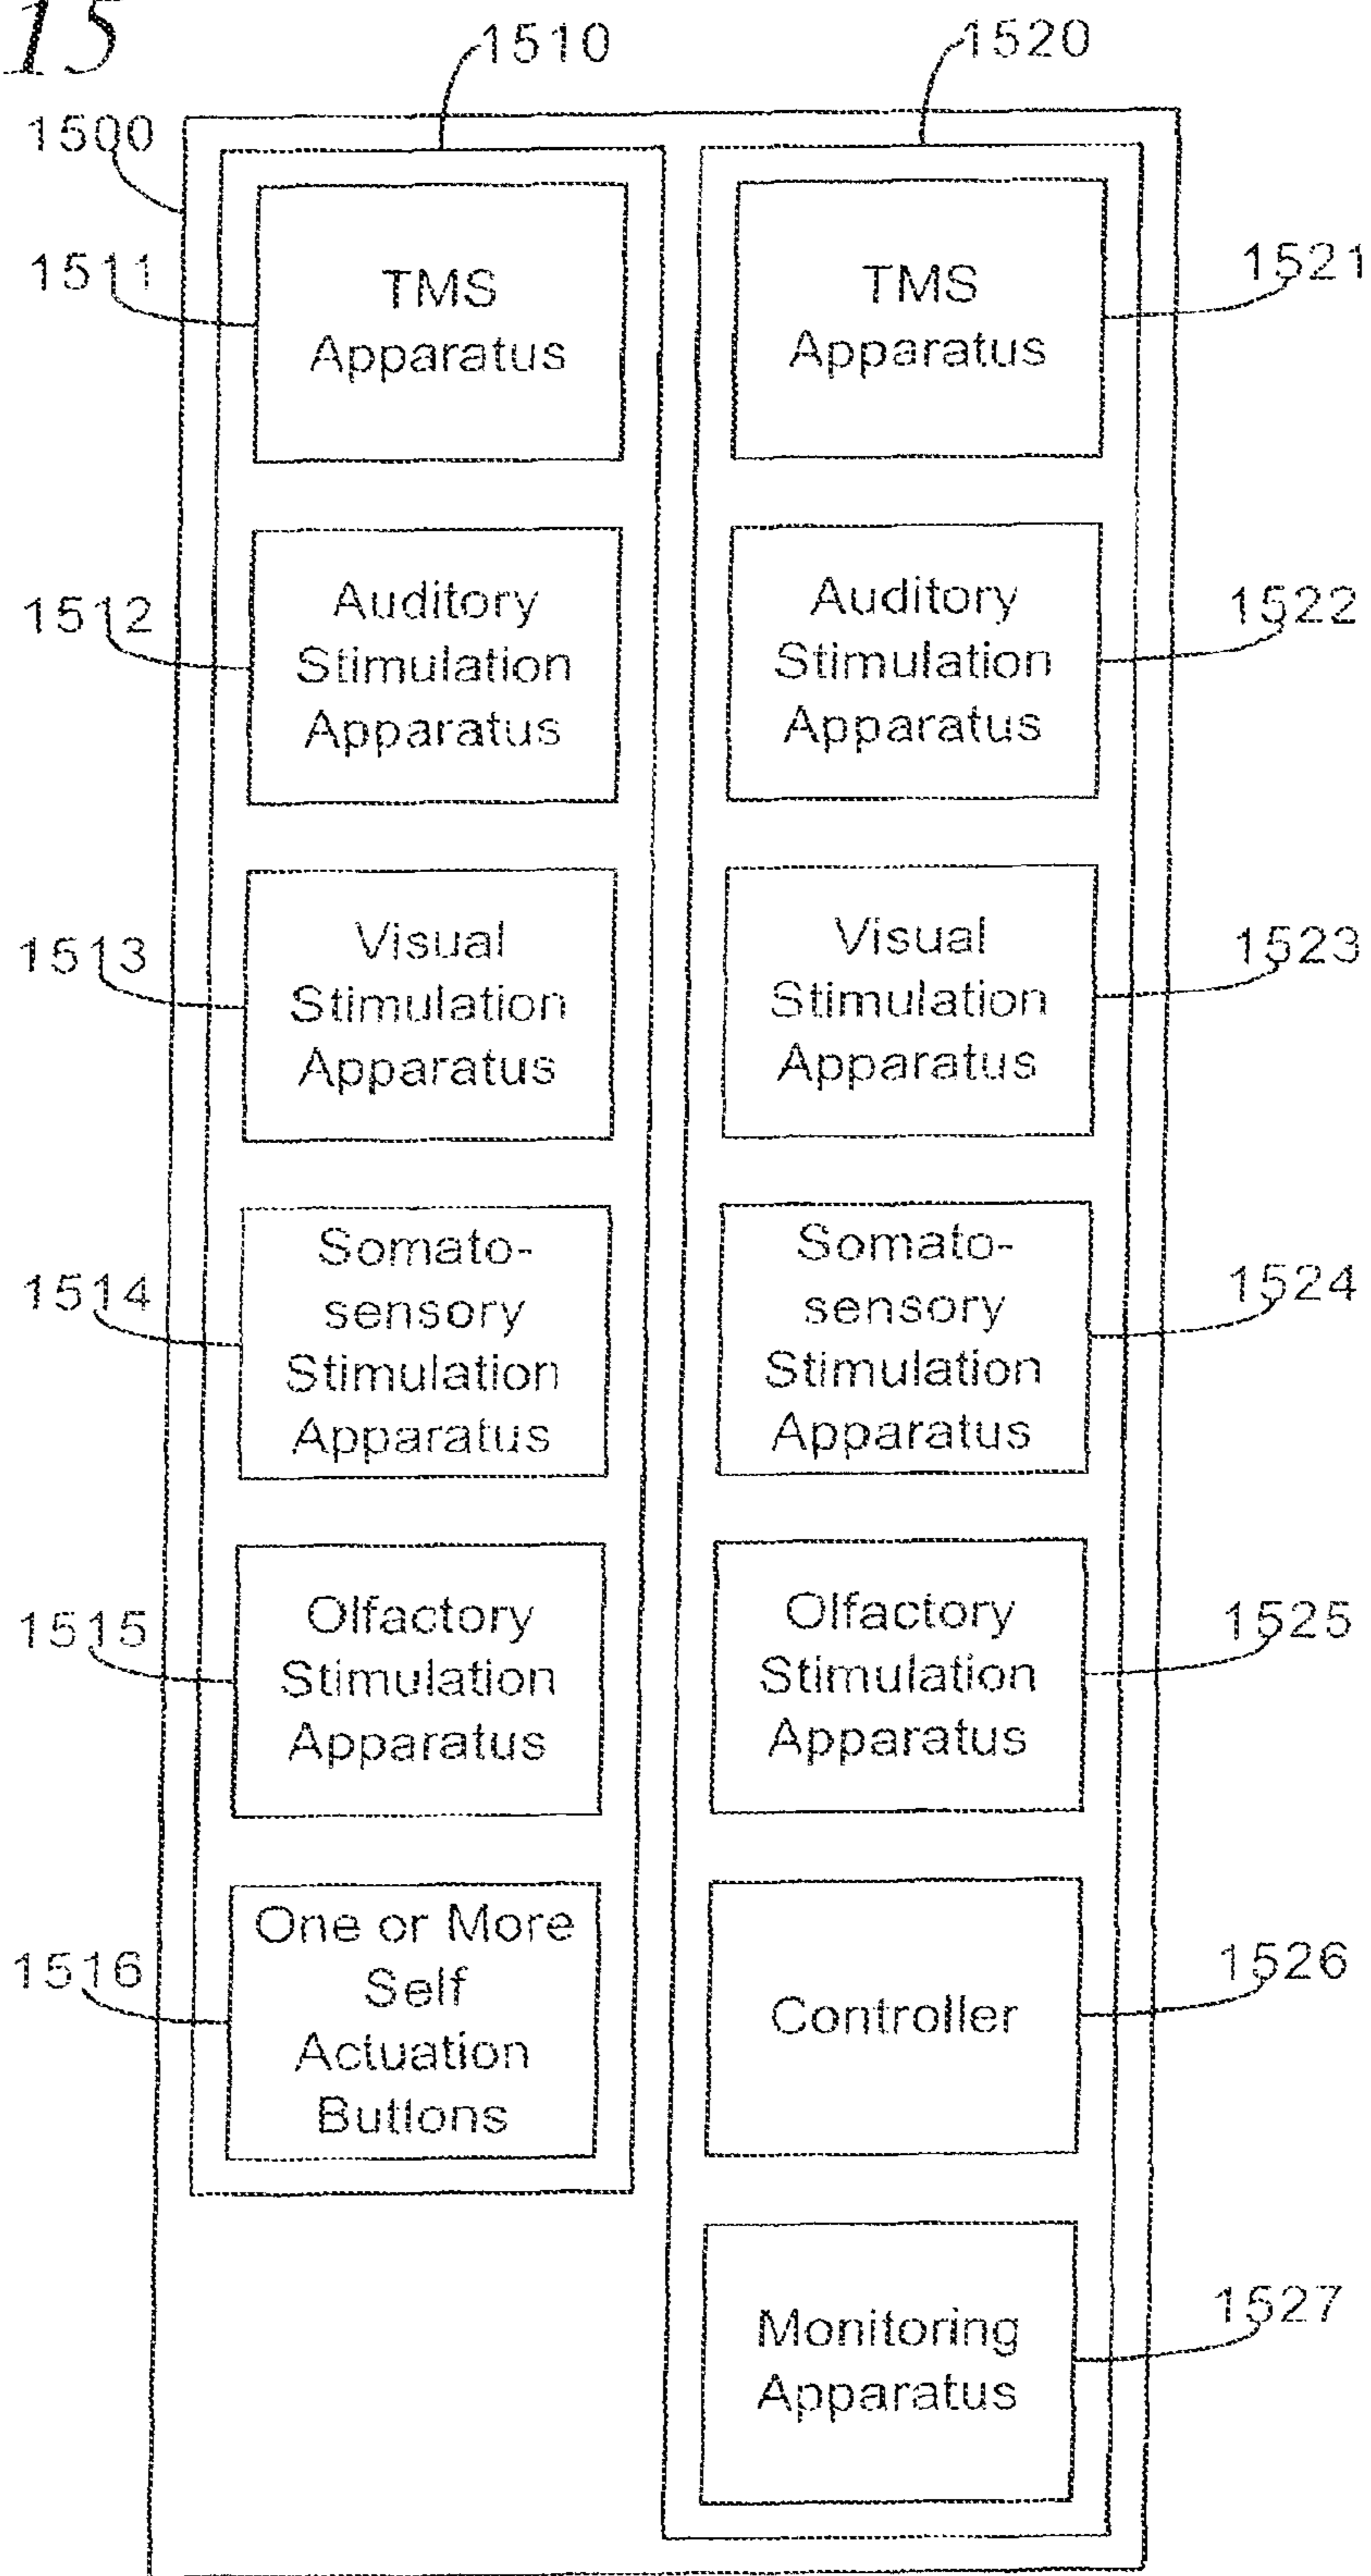 15
1510
1520
1500
1511
TMS
Apparatus
TMS
Apparatus
1521
1512
Auditory
Stimulation
Apparatus
Auditory
Stimulation
Apparatus
1522
1513
Visual
Stimulation
Apparatus
Visual
Stimulation
Apparatus
1523
1514
Somato-
sensory
Stimulation
Apparatus
Somato-
sensory
Stimulation
Apparatus
1524
1515
Olfactory
Stimulation
Apparatus
Olfactory
Stimulation
Apparatus
1525
1516
One or More
Self
Actuation
Buttons
Controller
1526
Monitoring
Apparatus
1527